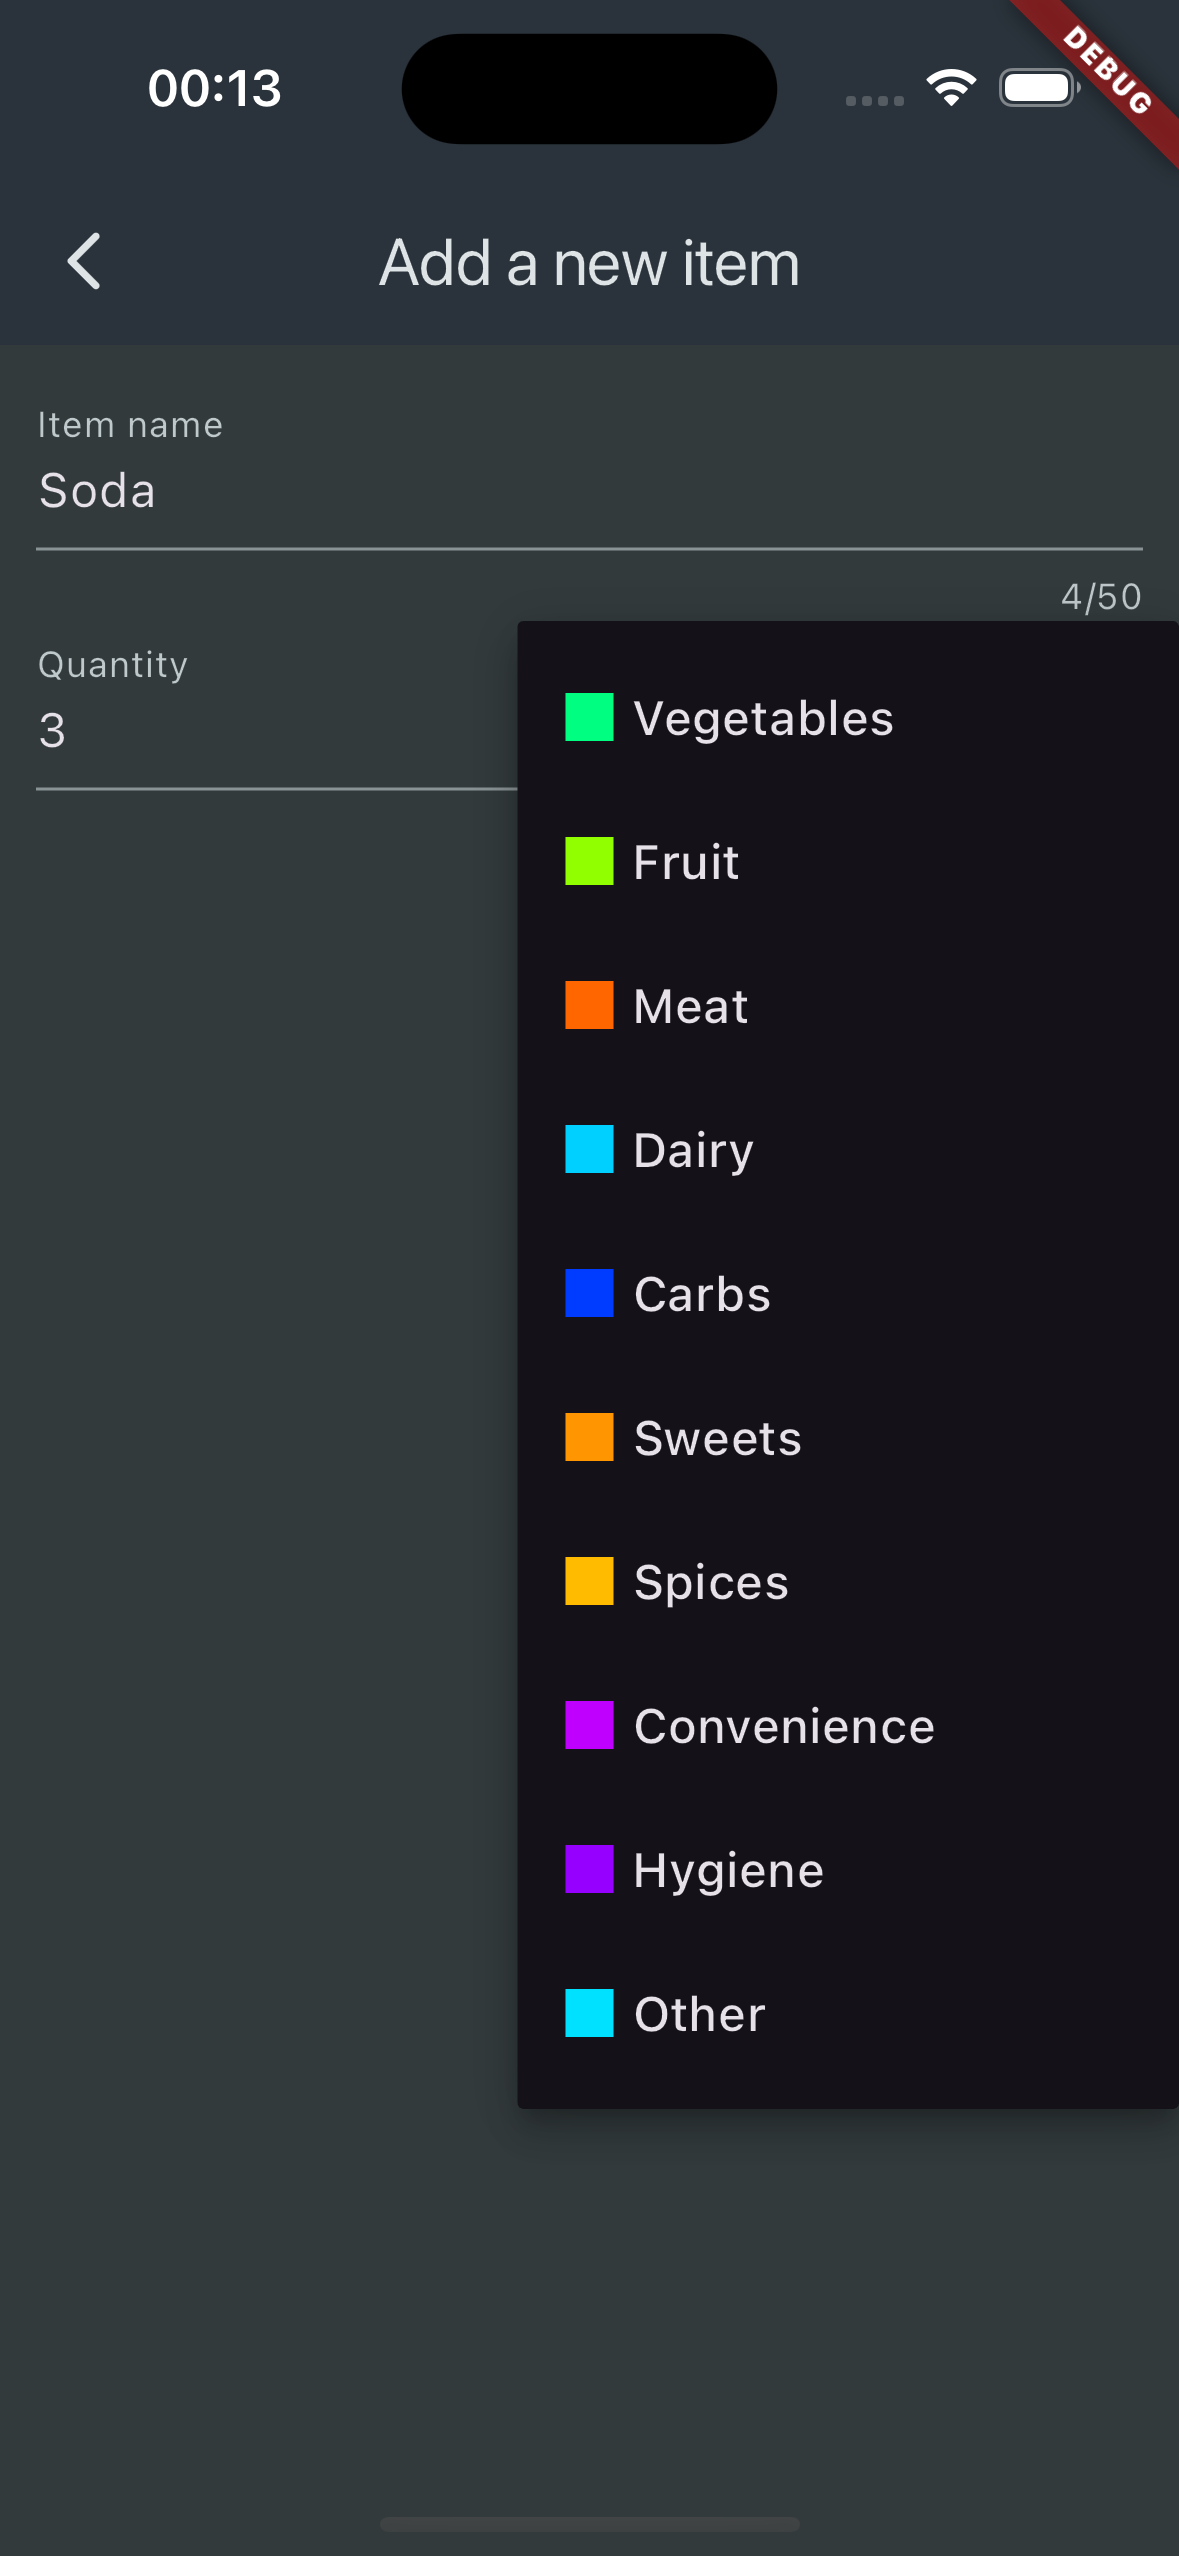 00:13
DEBUG
Add a new item
Item name
Soda
4/50
Quantity
3
Vegetables
Fruit
Meat
Dairy
Carbs
Sweets
Spices
Convenience
Hygiene
Other